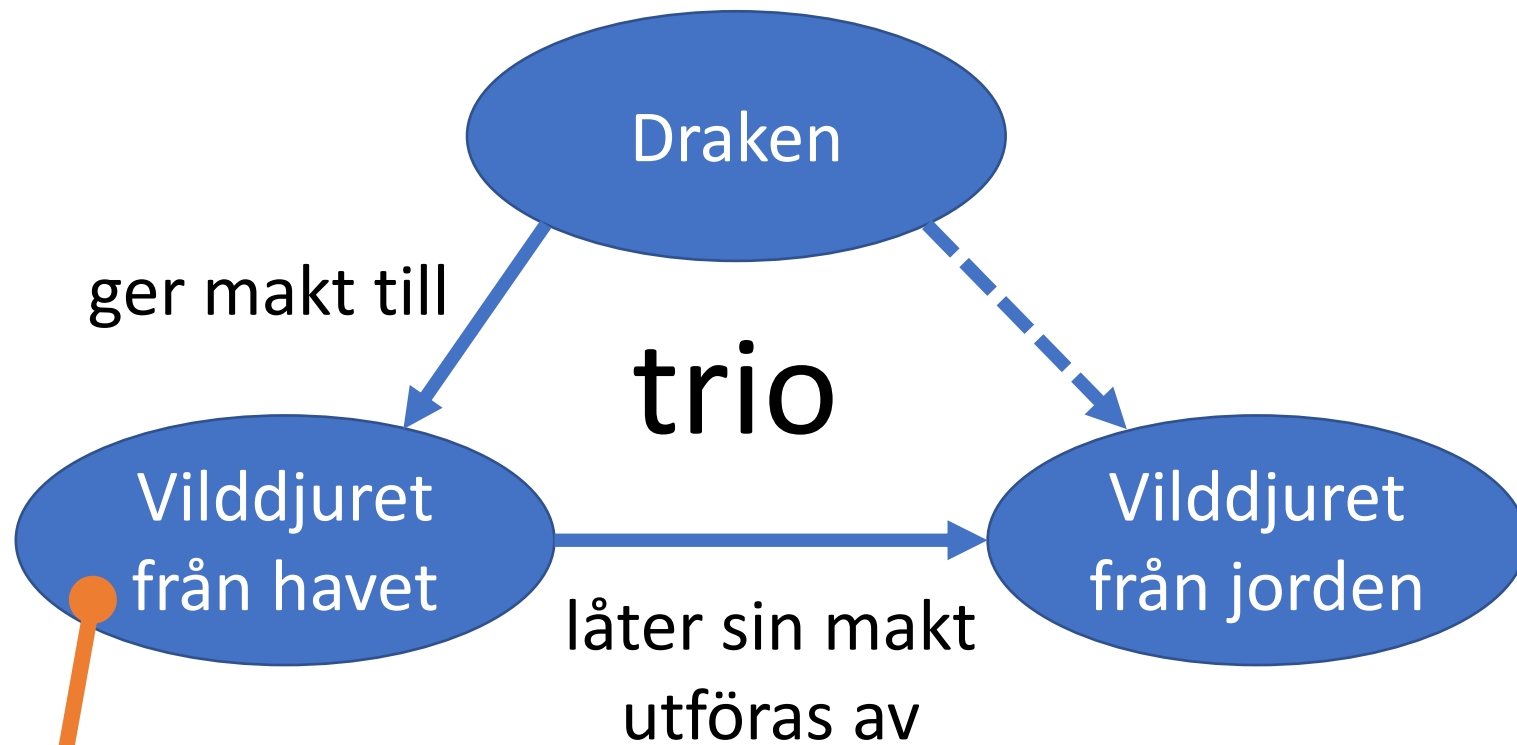 Draken
ger makt till
trio
Vilddjuret
från havet
Vilddjuret
från jorden
låter sin makt
utföras av